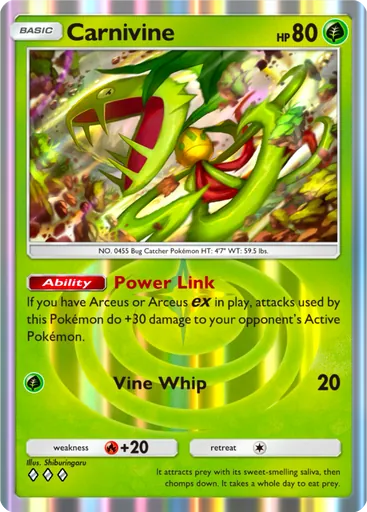 BASIC Carnivine HP 80
NO. 0455 Bug Catcher Pokémon HT: 4'7" WT: 59.5 lbs.
Ability Power Link
If you have Arceus or Arceus ex in play, attacks used by
this Pokémon do +30 damage to your opponent's Active
Pokémon.
Vine Whip 20
weakness +20 retreat
Illus. Shiburingaru
It attracts prey with its sweet-smelling saliva, then
chomps down. It takes a whole day to eat prey.